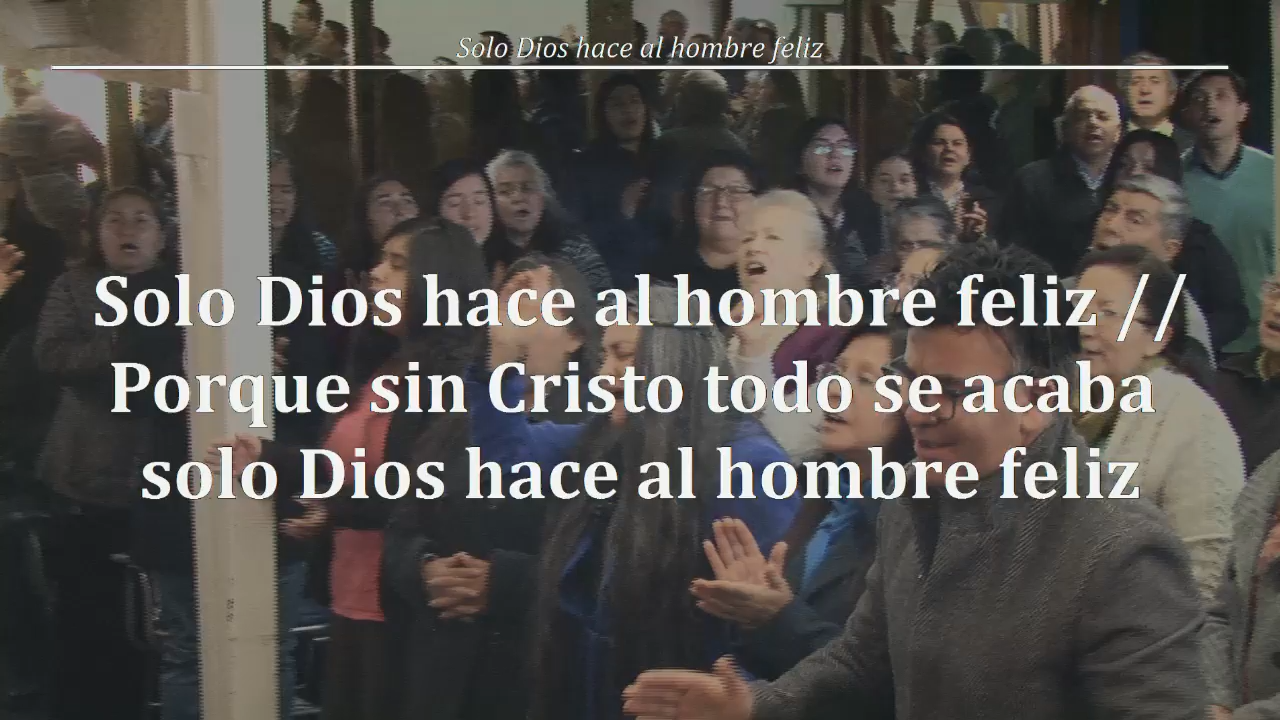 Solo Dios hace al hombre feliz
Solo Dios hace al hombre feliz //
Porque sin Cristo todo se acaba
solo Dios hace al hombre feliz